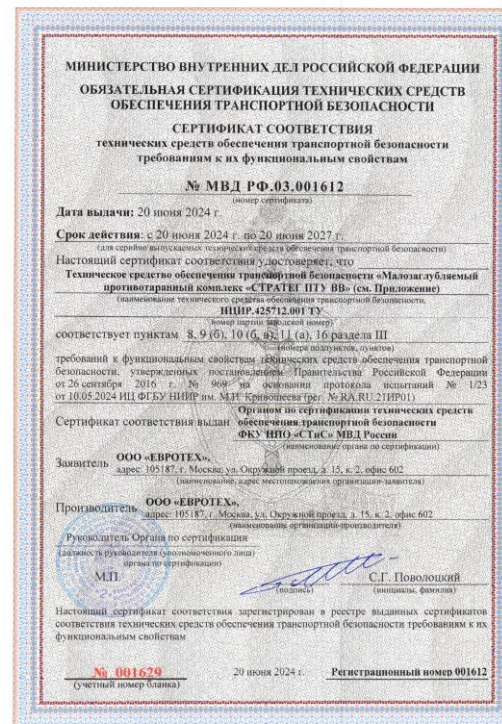 МИНИСТЕРСТВО ВНУТРЕННИХ ДЕЛ РОССИЙСКОЙ ФЕДЕРАЦИИ
ОБЯЗАТЕЛЬНАЯ СЕРТИФИКАЦИЯ ТЕХНИЧЕСКИХ СРЕДСТВ
ОБЕСПЕЧЕНИЯ ТРАНСПОРТНОЙ БЕЗОПАСНОСТИ
СЕРТИФИКАТ СООТВЕТСТВИЯ
технических средств обеспечения транспортной безопасности
требованиям к их функциональным свойствам
№ МВД РФ.03.001612
(номер сертификата)
Дата выдачи: 20 июня 2024 г.
Срок действия: с 20 июня 2024 г. по 20 июня 2027 г.
(для серийно выпускаемых технических средств обеспечения транспортной безопасности)
Настоящий сертификат соответствия удостоверяет, что
Техническое средство обеспечения транспортной безопасности «Малозаглубляемый
противотаранный комплекс «СТРАТЕГ ПТУ ВВ» (см. Приложение)
(наименование технического средства обеспечения транспортной безопасности,
НЦИР.425712.001 ТУ
номер партии заводской номер)
соответствует пунктам 8, 9 (б), 10 (б, в), 11 (а), 16 раздела III
(номера подпунктов, пунктов)
требований к функциональным свойствам технических средств обеспечения транспортной
безопасности, утвержденных постановлением Правительства Российской Федерации
от 26 сентября 2016 г. № 969 на основании протокола испытаний № 1/23
от 10.05.2024 ИЦ ФГБУ НИИР им. М.И. Кривошеева (рег. № RA.RU.21ИР01)
Органом по сертификации технических средств
Сертификат соответствия выдан обеспечения транспортной безопасности
ФКУ НПО «СТиС» МВД России
(наименование органа по сертификации)
Заявитель ООО «ЕВРОТЕХ»,
адрес: 105187, г. Москва, ул. Окружной проезд, д. 15, к. 2, офис 602
(наименование, адрес местонахождения организации-заявителя)
Производитель ООО «ЕВРОТЕХ»,
адрес: 105187, г. Москва, ул. Окружной проезд, д. 15, к. 2, офис 602
(наименование организации-производителя)
Руководитель Органа по сертификации
(должность руководителя (уполномоченного лица)
органа по сертификации)
М.П.
С.Г. Поволоцкий
(подпись) (инициалы, фамилия)
Настоящий сертификат соответствия зарегистрирован в реестре выданных сертификатов
соответствия технических средств обеспечения транспортной безопасности требованиям к их
функциональным свойствам
№ 001629 20 июня 2024 г. Регистрационный номер 001612
(учетный номер бланка)